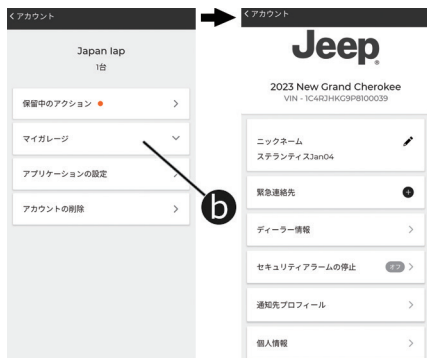 < アカウント
Japan Iap
1台
保留中のアクション
マイガレージ
アプリケーションの設定
アカウントの削除
b
< アカウント
Jeep
2023 New Grand Cherokee
VIN - 1C4RJHKG9P8100039
ニックネーム
ステランティスJan04
緊急連絡先
ディーラー情報
セキュリティアラームの停止 オフ
通知先プロフィール
個人情報